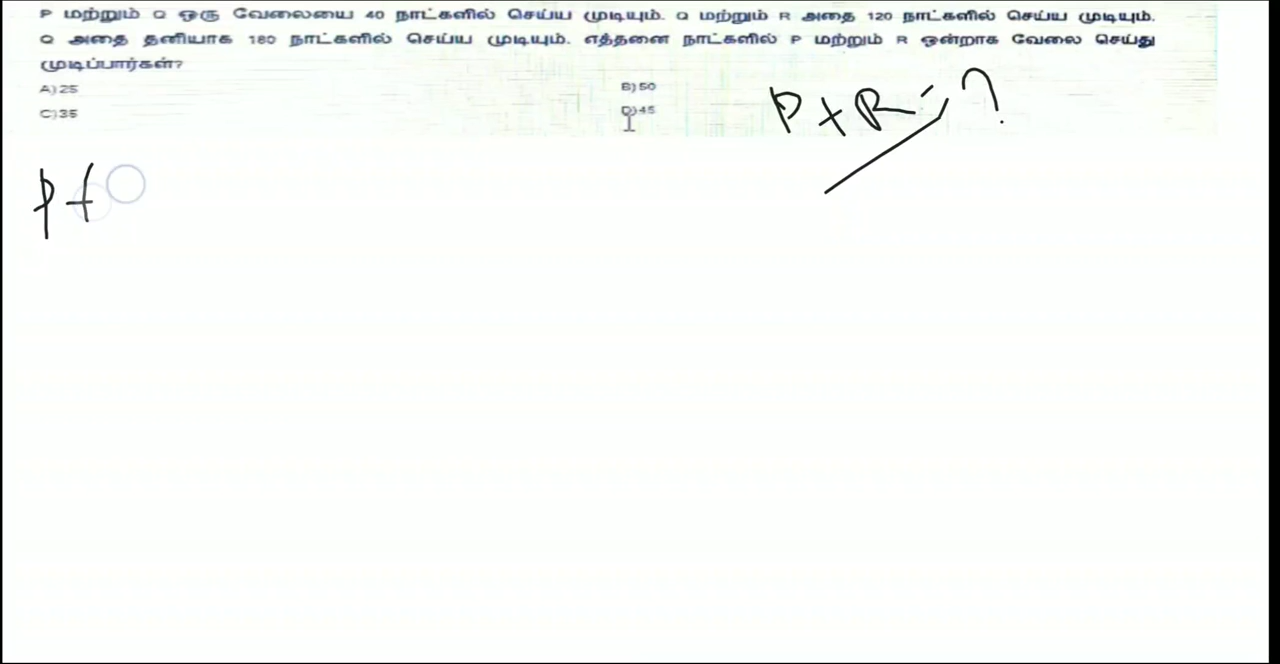 P மற்றும் Q ஒரு வேலையை 40 நாட்களில் செய்ய முடியும். Q மற்றும் R அதை 120 நாட்களில் செய்ய முடியும்.
Q அதை தனியாக 180 நாட்களில் செய்ய முடியும். எத்தனை நாட்களில் P மற்றும் R ஒன்றாக வேலை செய்து
முடிப்பார்கள்?
A) 25
B) 50
C) 35
D) 45
P + R = ?
P +